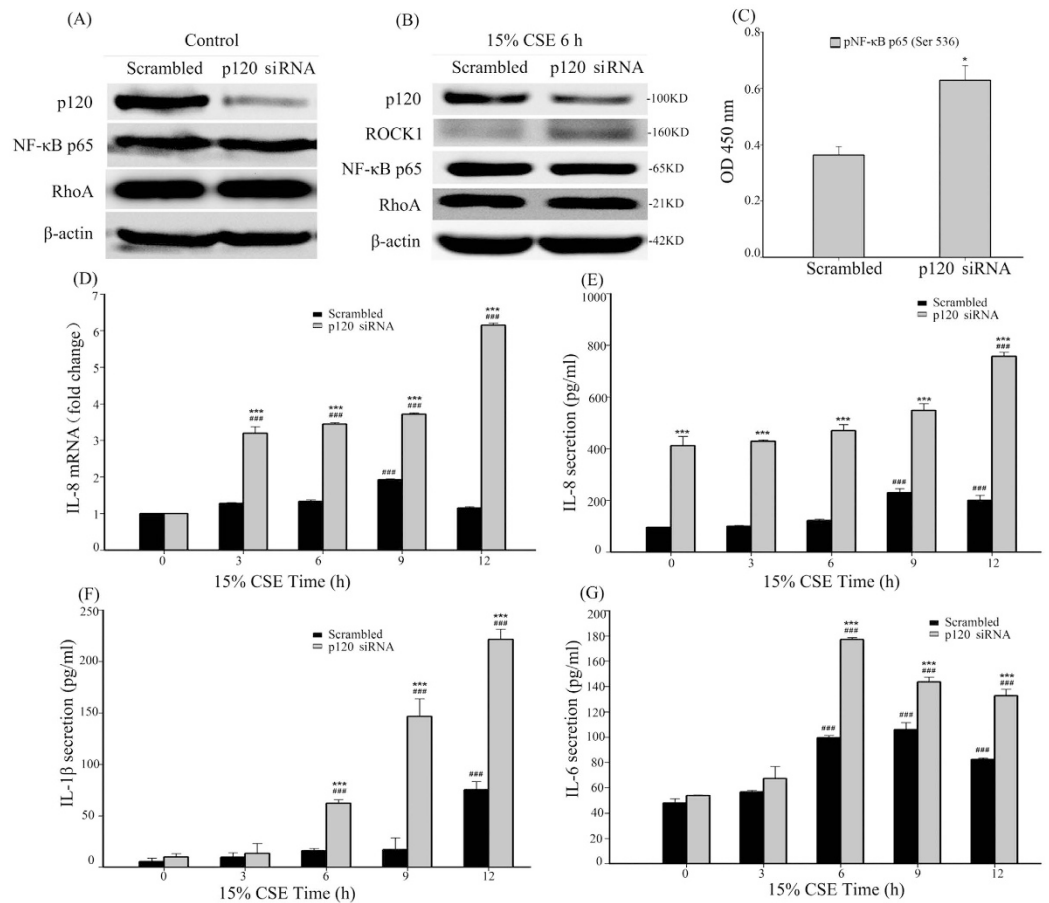 (A)
Control
Scrambled p120 siRNA
p120
NF-κB p65
RhoA
β-actin
(B)
15% CSE 6 h
Scrambled p120 siRNA
p120 -100KD
ROCK1 -160KD
NF-κB p65 -65KD
RhoA -21KD
β-actin -42KD
(C)
0.8
0.6
0.4
0.2
0.0
OD 450 nm
pNF-κB p65 (Ser 536)
*
Scrambled p120 siRNA
(D)
7
6
5
4
3
2
1
0
IL-8 mRNA (fold change)
Scrambled
p120 siRNA
***
###
***
###
###
***
###
***
###
0 3 6 9 12
15% CSE Time (h)
(E)
1000
800
600
400
200
0
IL-8 secretion (pg/ml)
Scrambled
p120 siRNA
***
***
***
###
***
###
***
###
0 3 6 9 12
15% CSE Time (h)
(F)
250
200
150
100
50
0
IL-1β secretion (pg/ml)
Scrambled
p120 siRNA
***
###
***
###
###
***
###
0 3 6 9 12
15% CSE Time (h)
(G)
200
180
160
140
120
100
80
60
40
20
0
IL-6 secretion (pg/ml)
Scrambled
p120 siRNA
###
***
###
###
***
###
###
***
###
0 3 6 9 12
15% CSE Time (h)